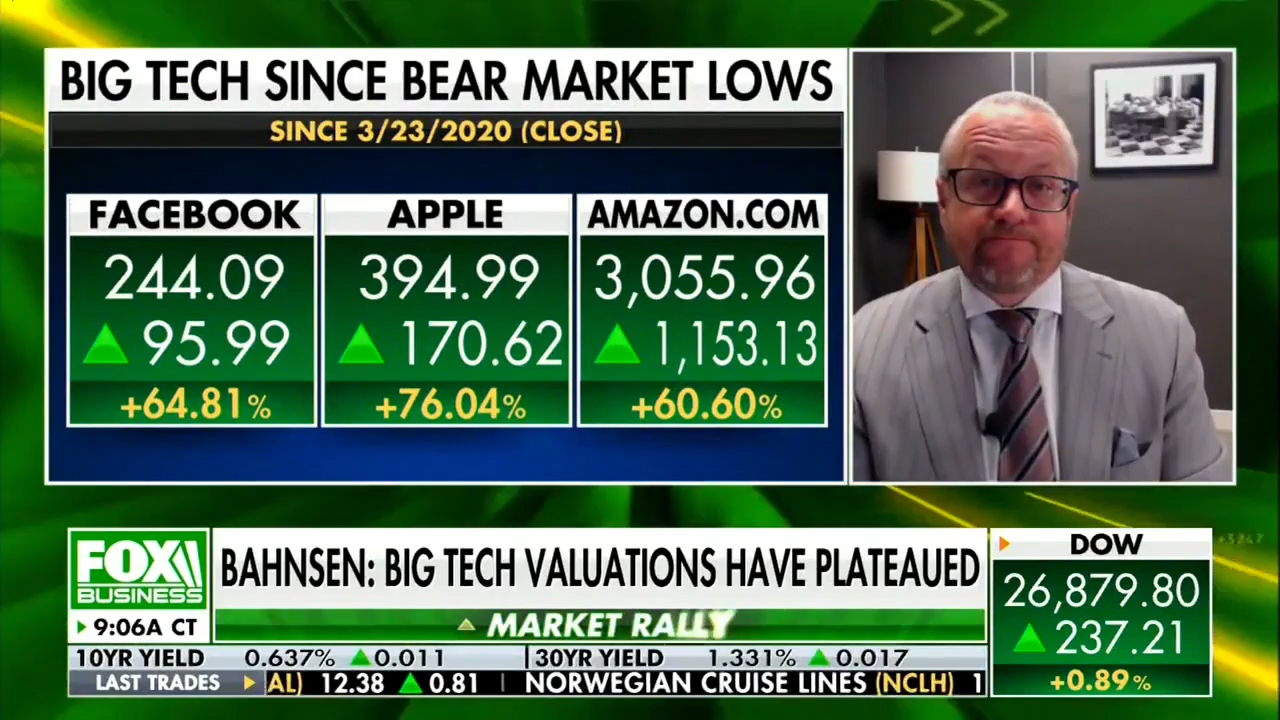 BIG TECH SINCE BEAR MARKET LOWS
SINCE 3/23/2020 (CLOSE)
FACEBOOK
244.09
▲ 95.99
+64.81%
APPLE
394.99
▲ 170.62
+76.04%
AMAZON.COM
3,055.96
▲ 1,153.13
+60.60%
FOX
BUSINESS
9:06A CT
BAHNSEN: BIG TECH VALUATIONS HAVE PLATEAUED
MARKET RALLY
DOW
26,879.80
▲ 237.21
+0.89%
10YR YIELD 0.637% ▲ 0.011 | 30YR YIELD 1.331% ▲ 0.017
LAST TRADES AL) 12.38 ▲ 0.81 | NORWEGIAN CRUISE LINES (NCLH) 1